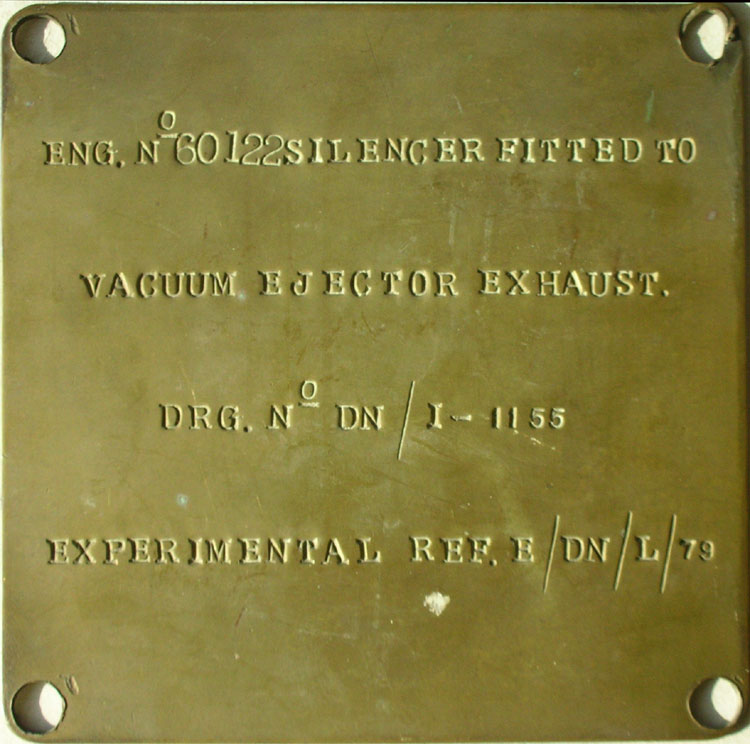 ENG. Nº 60122 SILENCER FITTED TO
VACUUM EJECTOR EXHAUST.
DRG. Nº DN/I-1155
EXPERIMENTAL REF. E/DN/L/79